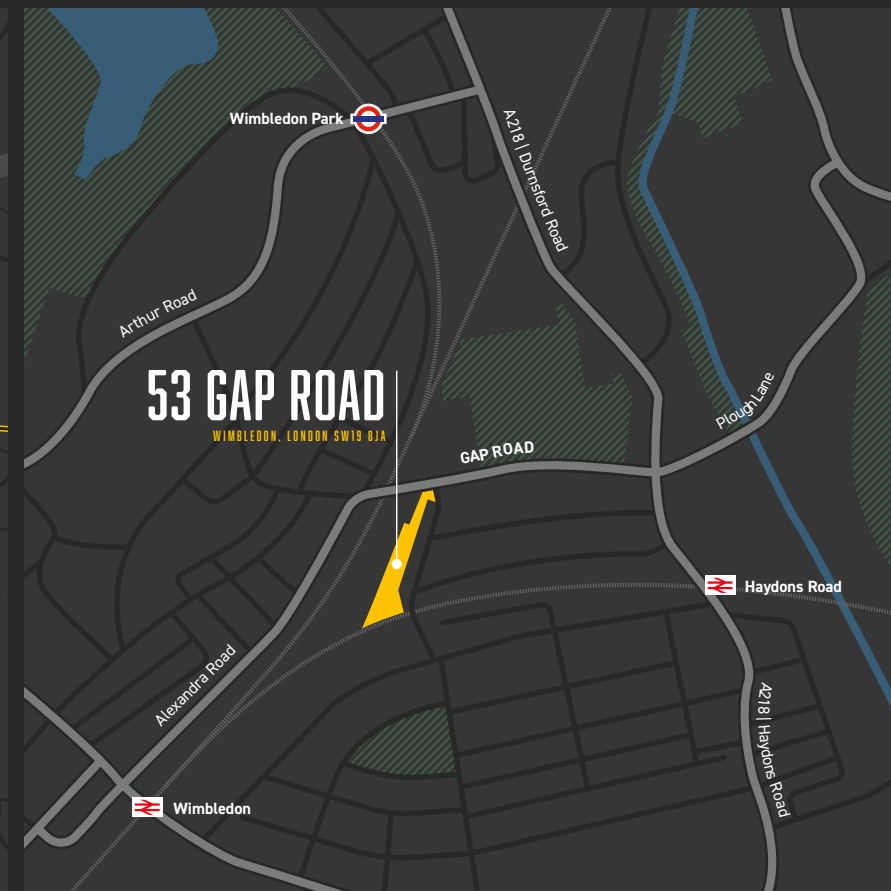 Wimbledon Park
A218 | Durnsford Road
Arthur Road
53 GAP ROAD
WIMBLEDON, LONDON SW19 8JA
Plough Lane
GAP ROAD
Haydons Road
Alexandra Road
A218 | Haydons Road
Wimbledon